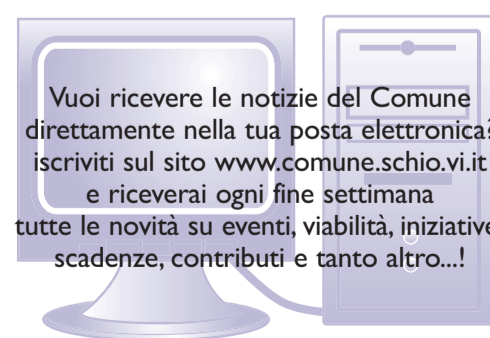 Vuoi ricevere le notizie del Comune
direttamente nella tua posta elettronica?
iscriviti sul sito www.comune.schio.vi.it
e riceverai ogni fine settimana
tutte le novità su eventi, viabilità, iniziative
scadenze, contributi e tanto altro...!